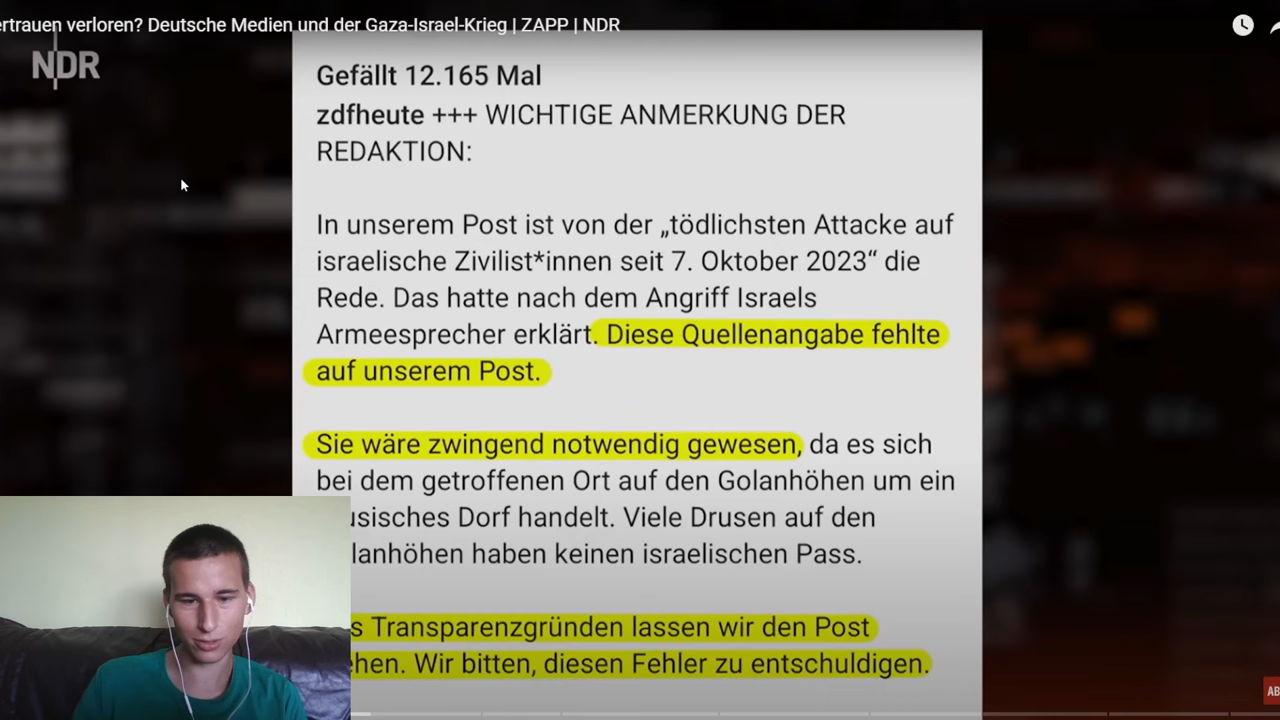 ertrauen verloren? Deutsche Medien und der Gaza-Israel-Krieg | ZAPP | NDR
NDR
Gefällt 12.165 Mal
zdfheute +++ WICHTIGE ANMERKUNG DER
REDAKTION:
In unserem Post ist von der „tödlichsten Attacke auf
israelische Zivilist*innen seit 7. Oktober 2023“ die
Rede. Das hatte nach dem Angriff Israels
Armeesprecher erklärt. Diese Quellenangabe fehlte
auf unserem Post.
Sie wäre zwingend notwendig gewesen, da es sich
bei dem getroffenen Ort auf den Golanhöhen um ein
usisches Dorf handelt. Viele Drusen auf den
lanhöhen haben keinen israelischen Pass.
s Transparenzgründen lassen wir den Post
hen. Wir bitten, diesen Fehler zu entschuldigen.
AB